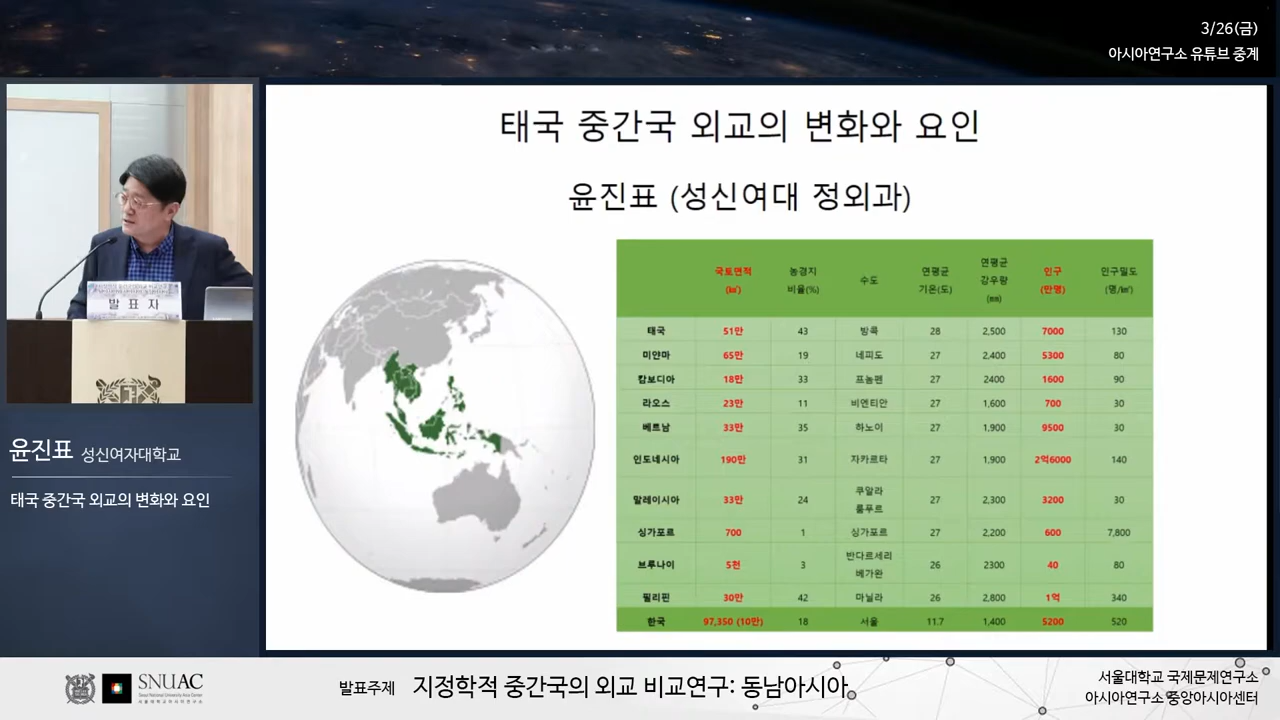 3/26(금)
아시아연구소 유튜브 중계
발 표 자
윤진표 성신여자대학교
태국 중간국 외교의 변화와 요인
태국 중간국 외교의 변화와 요인
윤진표 (성신여대 정외과)
국토면적 (㎢) 농경지 비율(%) 수도 연평균 기온(도) 연평균 강우량 (㎜) 인구 (만명) 인구밀도 (명/㎢)
태국 51만 43 방콕 28 2,500 7000 130
미얀마 65만 19 네피도 27 2,400 5300 80
캄보디아 18만 33 프놈펜 27 2400 1600 90
라오스 23만 11 비엔티안 27 1,600 700 30
베트남 33만 35 하노이 27 1,900 9500 30
인도네시아 190만 31 자카르타 27 1,900 2억6000 140
말레이시아 33만 24 쿠알라 룸푸르 27 2,300 3200 30
싱가포르 700 1 싱가포르 27 2,200 600 7,800
브루나이 5천 3 반다르세리 베가완 26 2300 40 80
필리핀 30만 42 마닐라 26 2,800 1억 340
한국 97,350 (10만) 18 서울 11.7 1,400 5200 520
SNUAC
Seoul National University Asia Center
서울대학교아시아연구소
발표주제 지정학적 중간국의 외교 비교연구: 동남아시아
서울대학교 국제문제연구소
아시아연구소 중앙아시아센터